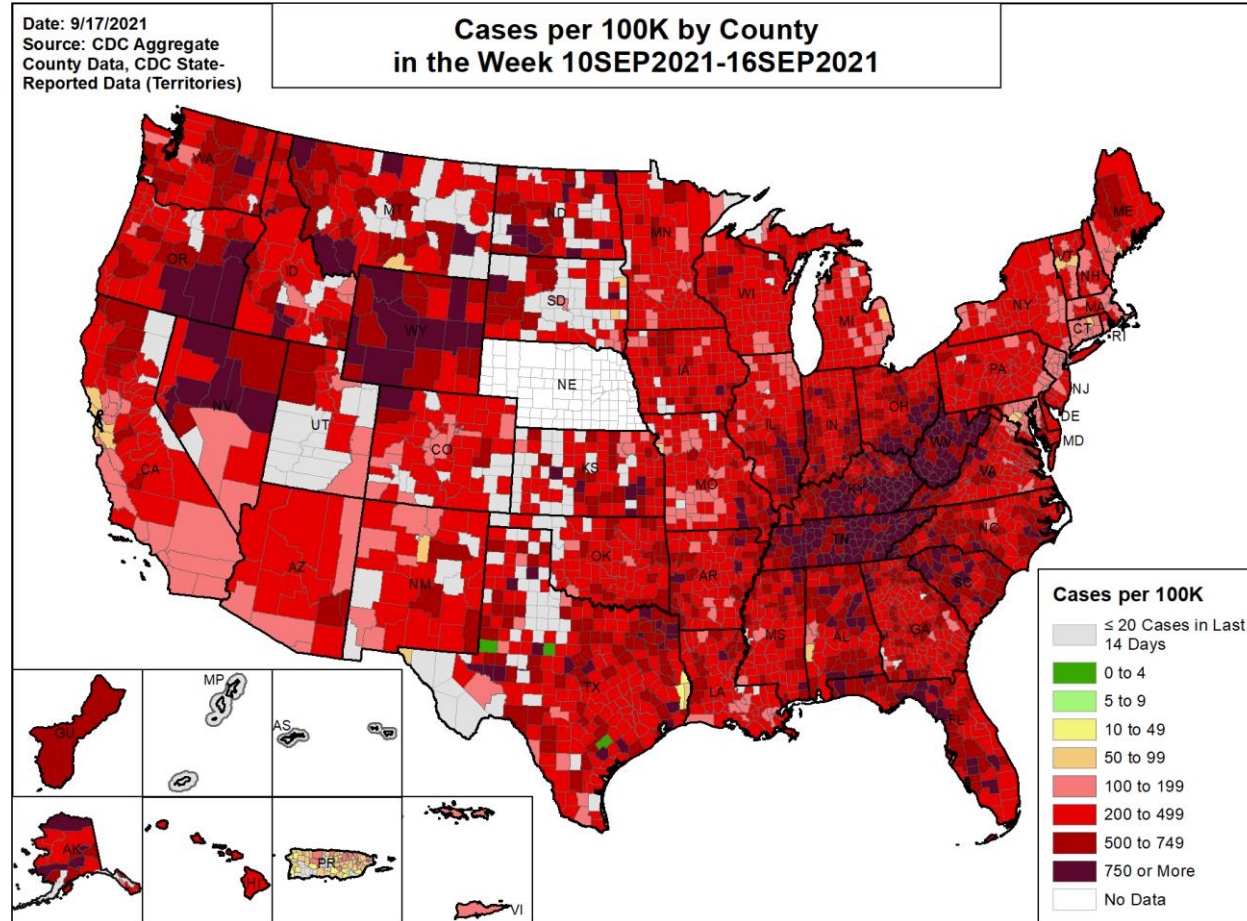 Date: 9/17/2021
Source: CDC Aggregate
County Data, CDC State-
Reported Data (Territories)
Cases per 100K by County
in the Week 10SEP2021-16SEP2021
WA
MT
ND
MN
ME
OR
ID
SD
WI
MI
VT
NH
NY
MA
CT
RI
WY
IA
PA
NJ
NE
NV
UT
OH
DE
MD
IL
IN
WV
CA
CO
KS
MO
KY
VA
NC
TN
AZ
NM
OK
AR
SC
MS
AL
GA
TX
LA
FL
GU
MP
AS
AK
HI
PR
VI
Cases per 100K
≤ 20 Cases in Last
14 Days
0 to 4
5 to 9
10 to 49
50 to 99
100 to 199
200 to 499
500 to 749
750 or More
No Data